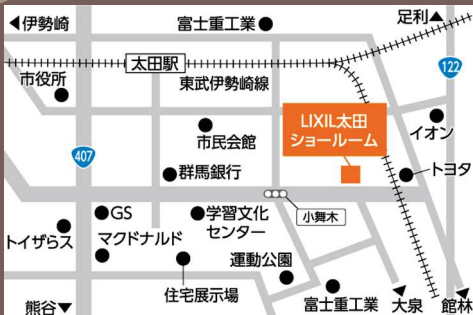 ◀伊勢崎
富士重工業
足利▲
太田駅
東武伊勢崎線
市役所
122
LIXIL太田
ショールーム
イオン
市民会館
407
群馬銀行
トヨタ
GS
学習文化
センター
小舞木
トイザらス
マクドナルド
運動公園
住宅展示場
熊谷▼
富士重工業
大泉
館林